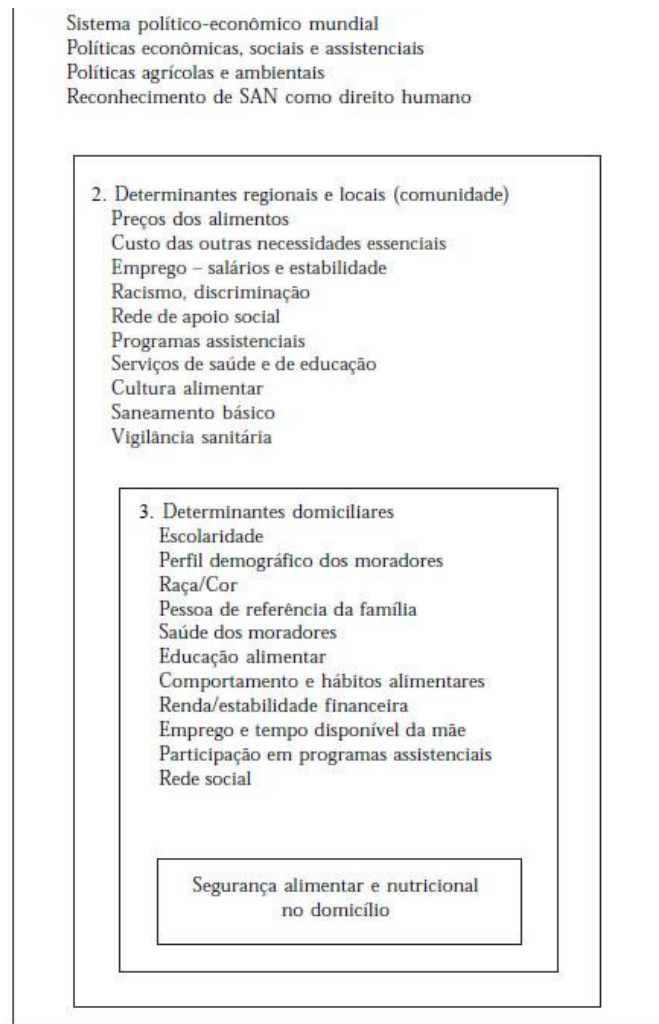 Sistema político-econômico mundial
Políticas econômicas, sociais e assistenciais
Políticas agrícolas e ambientais
Reconhecimento de SAN como direito humano
2. Determinantes regionais e locais (comunidade)
Preços dos alimentos
Custo das outras necessidades essenciais
Emprego – salários e estabilidade
Racismo, discriminação
Rede de apoio social
Programas assistenciais
Serviços de saúde e de educação
Cultura alimentar
Saneamento básico
Vigilância sanitária
3. Determinantes domiciliares
Escolaridade
Perfil demográfico dos moradores
Raça/Cor
Pessoa de referência da família
Saúde dos moradores
Educação alimentar
Comportamento e hábitos alimentares
Renda/estabilidade financeira
Emprego e tempo disponível da mãe
Participação em programas assistenciais
Rede social
Segurança alimentar e nutricional
no domicílio